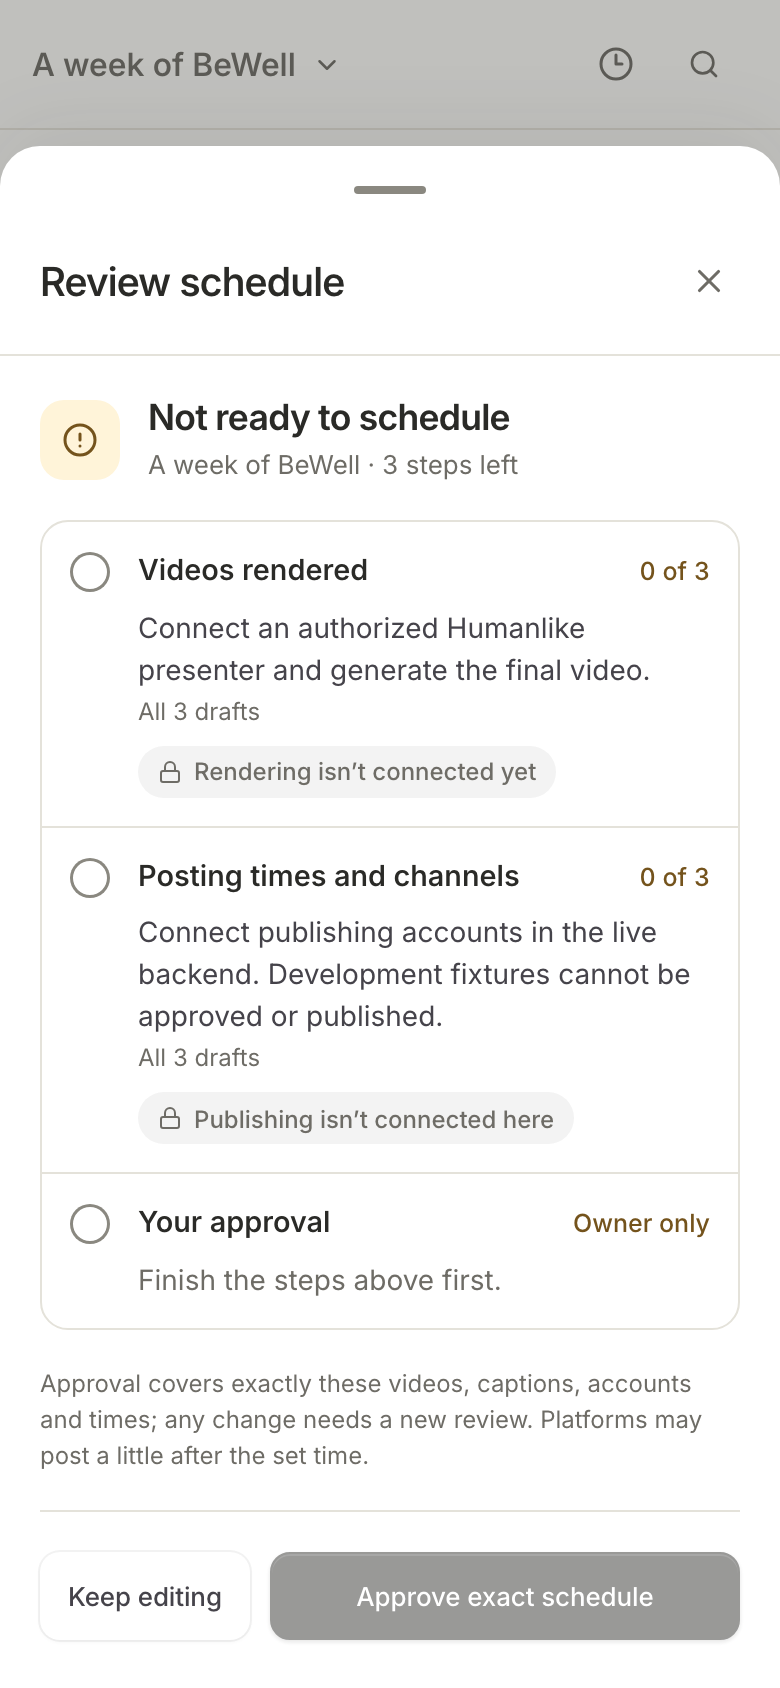 A week of BeWell
Review schedule
Not ready to schedule
A week of BeWell · 3 steps left
Videos rendered
0 of 3
Connect an authorized Humanlike
presenter and generate the final video.
All 3 drafts
Rendering isn’t connected yet
Posting times and channels
0 of 3
Connect publishing accounts in the live
backend. Development fixtures cannot be
approved or published.
All 3 drafts
Publishing isn’t connected here
Your approval
Owner only
Finish the steps above first.
Approval covers exactly these videos, captions, accounts
and times; any change needs a new review. Platforms may
post a little after the set time.
Keep editing
Approve exact schedule